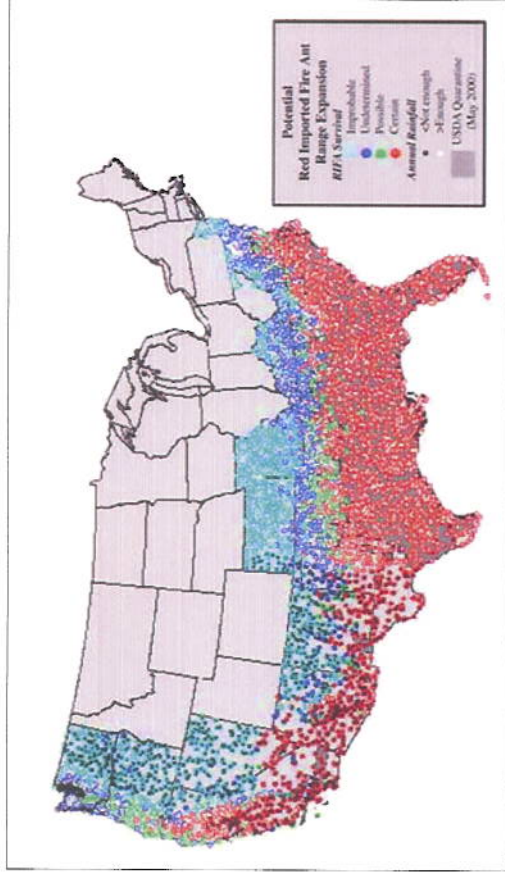 Potential
Red Imported Fire Ant
Range Expansion
RIFA Survival
Improbable
Undetermined
Possible
Certain
Annual Rainfall
<Not enough
>Enough
USDA Quarantine
(May 2000)